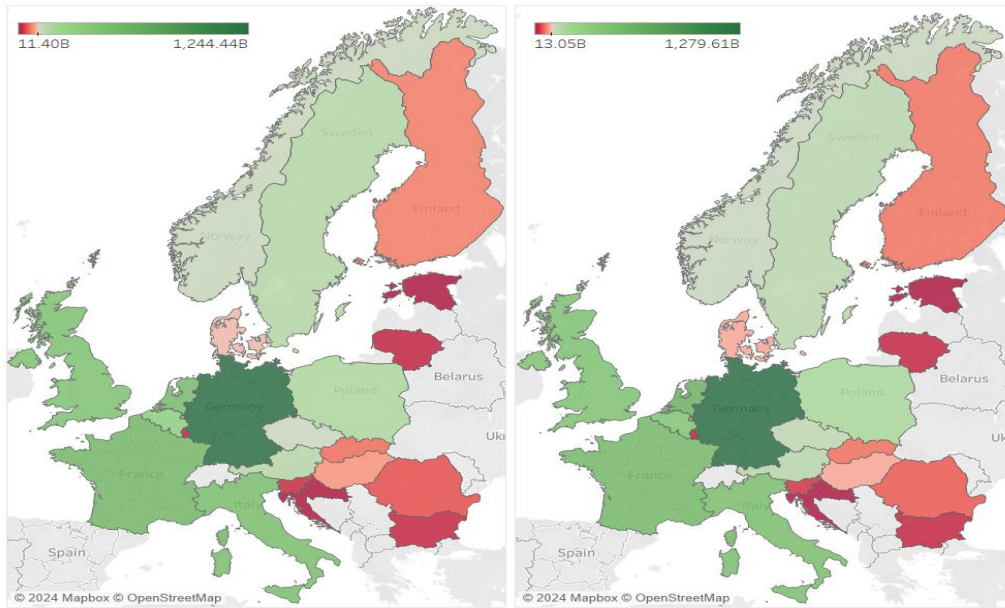 11.40B 1,244.44B
Sweden
Finland
Norway
Belarus
Poland
Germany
Ukr
France
Italy
Spain
© 2024 Mapbox © OpenStreetMap
13.05B 1,279.61B
Sweden
Finland
Norway
Belarus
Poland
Germany
Uk
France
Italy
Spain
© 2024 Mapbox © OpenStreetMap